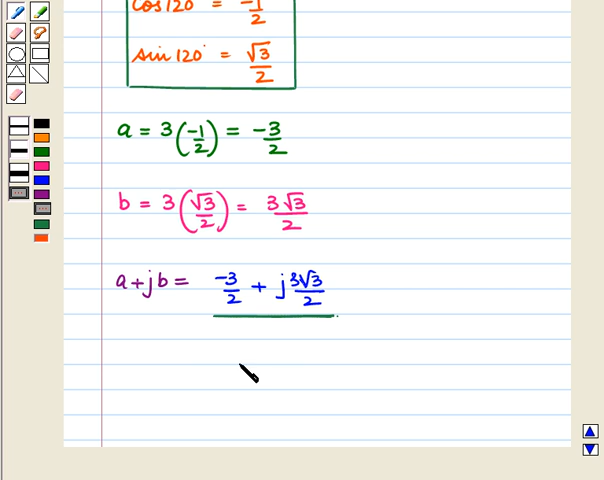 cos 120° = -1/2
sin 120° = √3/2
a = 3(-1/2) = -3/2
b = 3(√3/2) = 3√3/2
a+jb = -3/2 + j 3√3/2